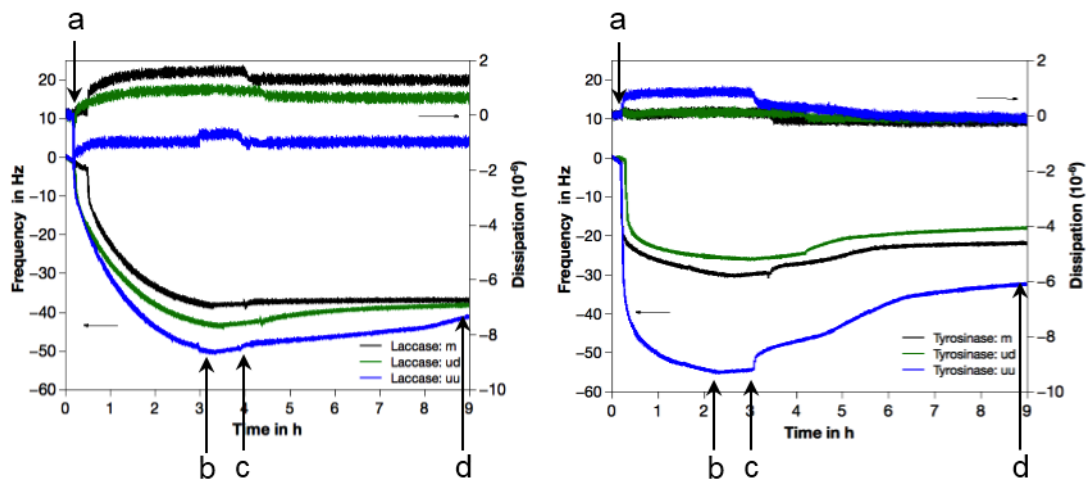 a
20
10
0
−10
−20
−30
−40
−50
−60
Frequency in Hz
2
0
−2
−4
−6
−8
−10
Dissipation (10⁻⁶)
Laccase: m
Laccase: ud
Laccase: uu
0 1 2 3 4 5 6 7 8 9
Time in h
b c d
a
20
10
0
−10
−20
−30
−40
−50
−60
Frequency in Hz
2
0
−2
−4
−6
−8
−10
Dissipation (10⁻⁶)
Tyrosinase: m
Tyrosinase: ud
Tyrosinase: uu
0 1 2 3 4 5 6 7 8 9
Time in h
b c d